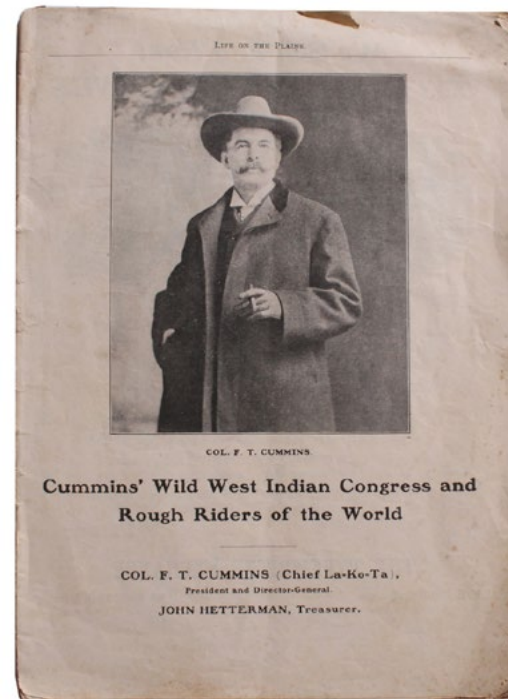 LIFE ON THE PLAINS.
COL. F. T. CUMMINS.
Cummins' Wild West Indian Congress and
Rough Riders of the World
COL. F. T. CUMMINS (Chief La-Ko-Ta),
President and Director-General.
JOHN HETTERMAN, Treasurer.